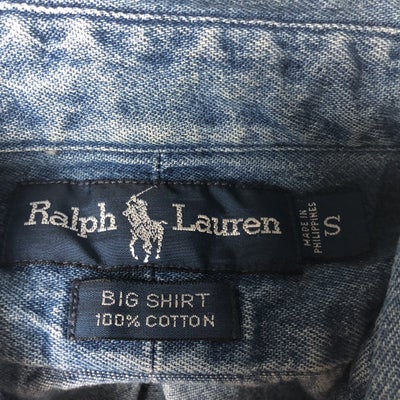 Ralph Lauren
MADE IN
PHILIPPINES
S
BIG SHIRT
100% COTTON